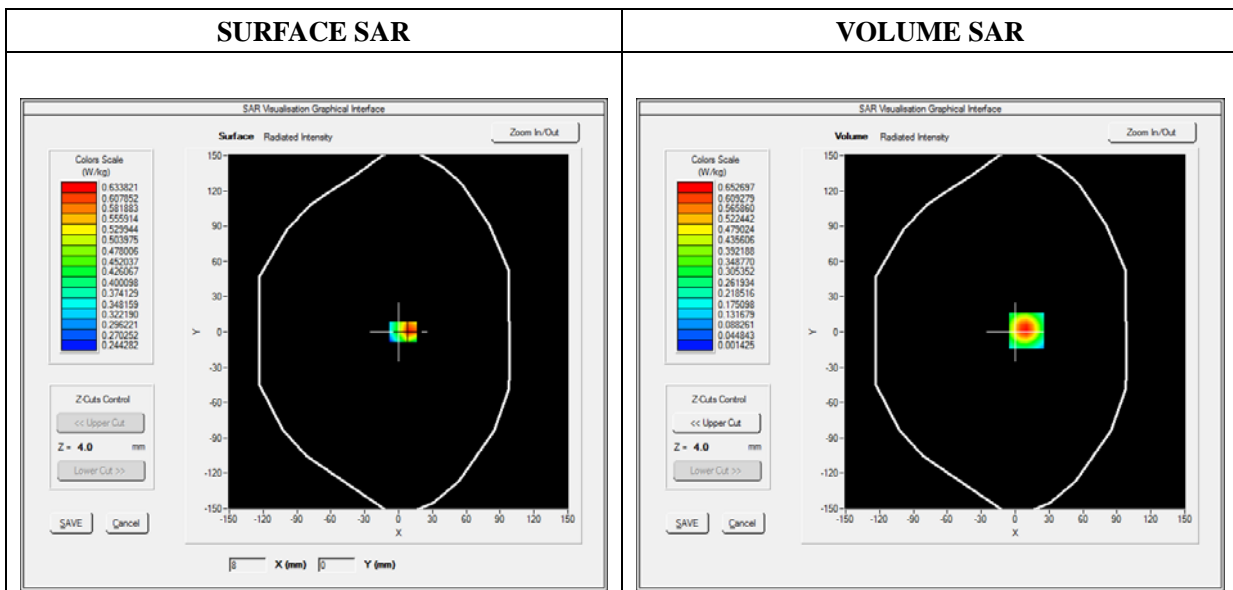 SURFACE SAR
SAR Visualisation Graphical Interface
Surface Radiated Intensity
Zoom In/Out
Colors Scale
(W/kg)
0.633821
0.607852
0.581883
0.555914
0.529944
0.503975
0.478006
0.452037
0.426067
0.400098
0.374129
0.348159
0.322190
0.296221
0.270252
0.244282
150
120
90
60
30
0
-30
-60
-90
-120
-150
Y
-150 -120 -90 -60 -30 0 30 60 90 120 150
X
Z-Cuts Control
<< Upper Cut
Z = 4.0 mm
Lower Cut >>
SAVE Cancel
8 X (mm) 0 Y (mm)
VOLUME SAR
SAR Visualisation Graphical Interface
Volume Radiated Intensity
Zoom In/Out
Colors Scale
(W/kg)
0.652697
0.609279
0.565860
0.522442
0.479024
0.435606
0.392188
0.348770
0.305352
0.261934
0.218516
0.175098
0.131679
0.088261
0.044843
0.001425
150
120
90
60
30
0
-30
-60
-90
-120
-150
Y
-150 -120 -90 -60 -30 0 30 60 90 120 150
X
Z-Cuts Control
<< Upper Cut
Z = 4.0 mm
Lower Cut >>
SAVE Cancel